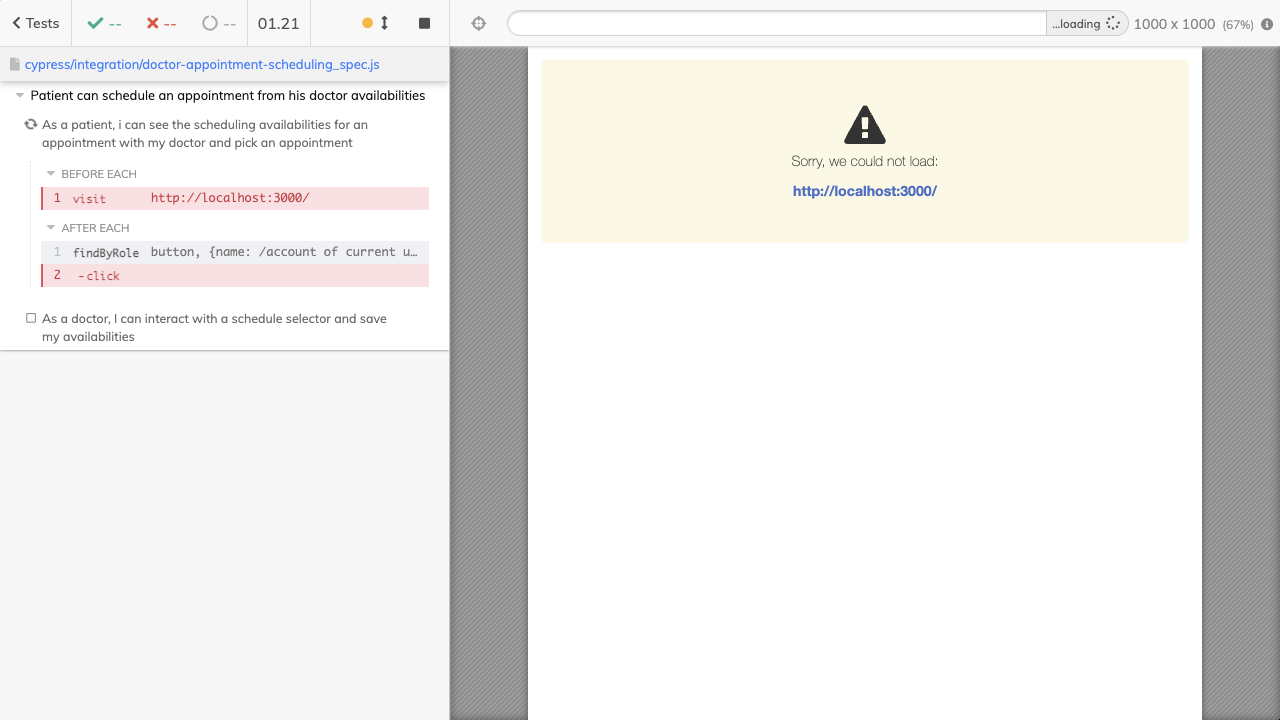 Tests
--
--
--
01.21
...loading
1000 x 1000 (67%)
cypress/integration/doctor-appointment-scheduling_spec.js
Patient can schedule an appointment from his doctor availabilities
As a patient, i can see the scheduling availabilities for an
appointment with my doctor and pick an appointment
BEFORE EACH
1 visit http://localhost:3000/
AFTER EACH
1 findByRole button, {name: /account of current u…
2 -click
As a doctor, I can interact with a schedule selector and save
my availabilities
Sorry, we could not load:
http://localhost:3000/